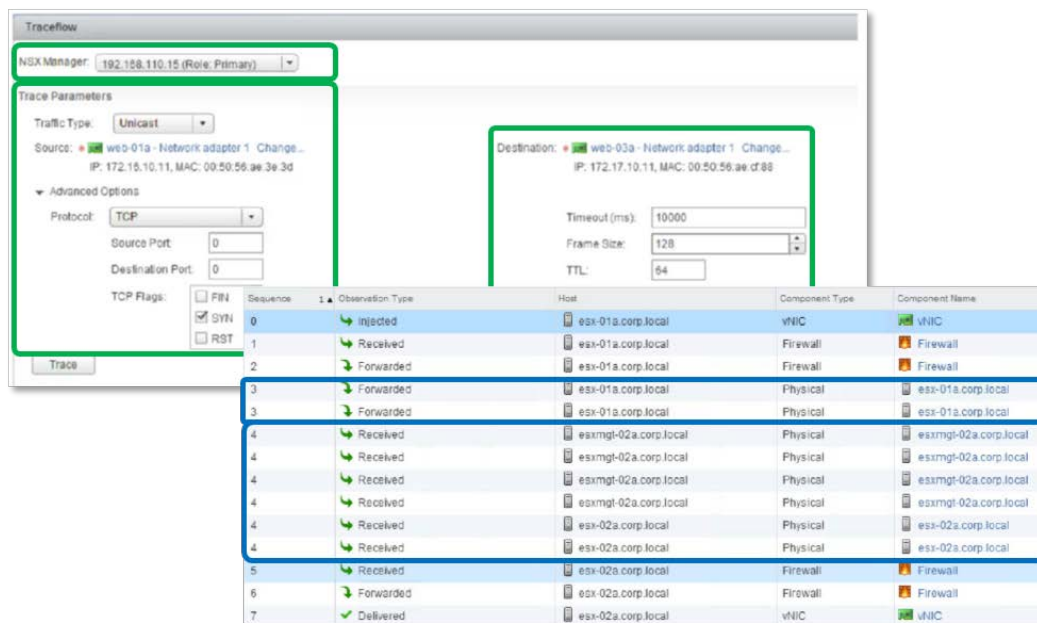 Traceflow
NSX Manager: 192.168.110.15 (Role: Primary)
Trace Parameters
Traffic Type: Unicast
Source: web-01a - Network adapter 1 Change...
IP: 172.16.10.11, MAC: 00:50:56:ae:3e:3d
Destination: web-03a - Network adapter 1 Change...
IP: 172.17.10.11, MAC: 00:50:56:ae:cf:88
Advanced Options
Protocol: TCP
Source Port: 0
Destination Port: 0
TCP Flags: FIN
SYN
RST
Timeout (ms): 10000
Frame Size: 128
TTL: 64
Trace
Sequence 1 Observation Type Host Component Type Component Name
0 Injected esx-01a.corp.local vNIC vNIC
1 Received esx-01a.corp.local Firewall Firewall
2 Forwarded esx-01a.corp.local Firewall Firewall
3 Forwarded esx-01a.corp.local Physical esx-01a.corp.local
3 Forwarded esx-01a.corp.local Physical esx-01a.corp.local
4 Received esxmgt-02a.corp.local Physical esxmgt-02a.corp.local
4 Received esxmgt-02a.corp.local Physical esxmgt-02a.corp.local
4 Received esxmgt-02a.corp.local Physical esxmgt-02a.corp.local
4 Received esxmgt-02a.corp.local Physical esxmgt-02a.corp.local
4 Received esx-02a.corp.local Physical esx-02a.corp.local
4 Received esx-02a.corp.local Physical esx-02a.corp.local
5 Received esx-02a.corp.local Firewall Firewall
6 Forwarded esx-02a.corp.local Firewall Firewall
7 Delivered esx-02a.corp.local vNIC vNIC